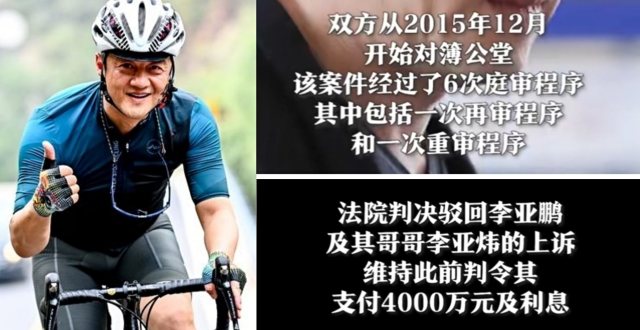 双方从2015年12月
开始对簿公堂
该案件经过了6次庭审程序
其中包括一次再审程序
和一次重审程序
法院判决驳回李亚鹏
及其哥哥李亚炜的上诉
维持此前判令其
支付4000万元及利息